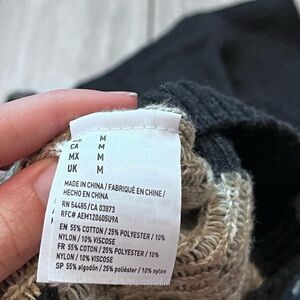 CA M
MX M
UK M
MADE IN CHINA / FABRIQUÉ EN CHINE /
HECHO EN CHINA
RN 54485/CA 03873
RFC# AEM120605U9A
EN 55% COTTON / 25% POLYESTER / 10%
NYLON / 10% VISCOSE
FR 55% COTON / 25% POLYESTER / 10%
NYLON / 10% VISCOSE
SP 55% algodón / 25% poliéster / 10% nylon